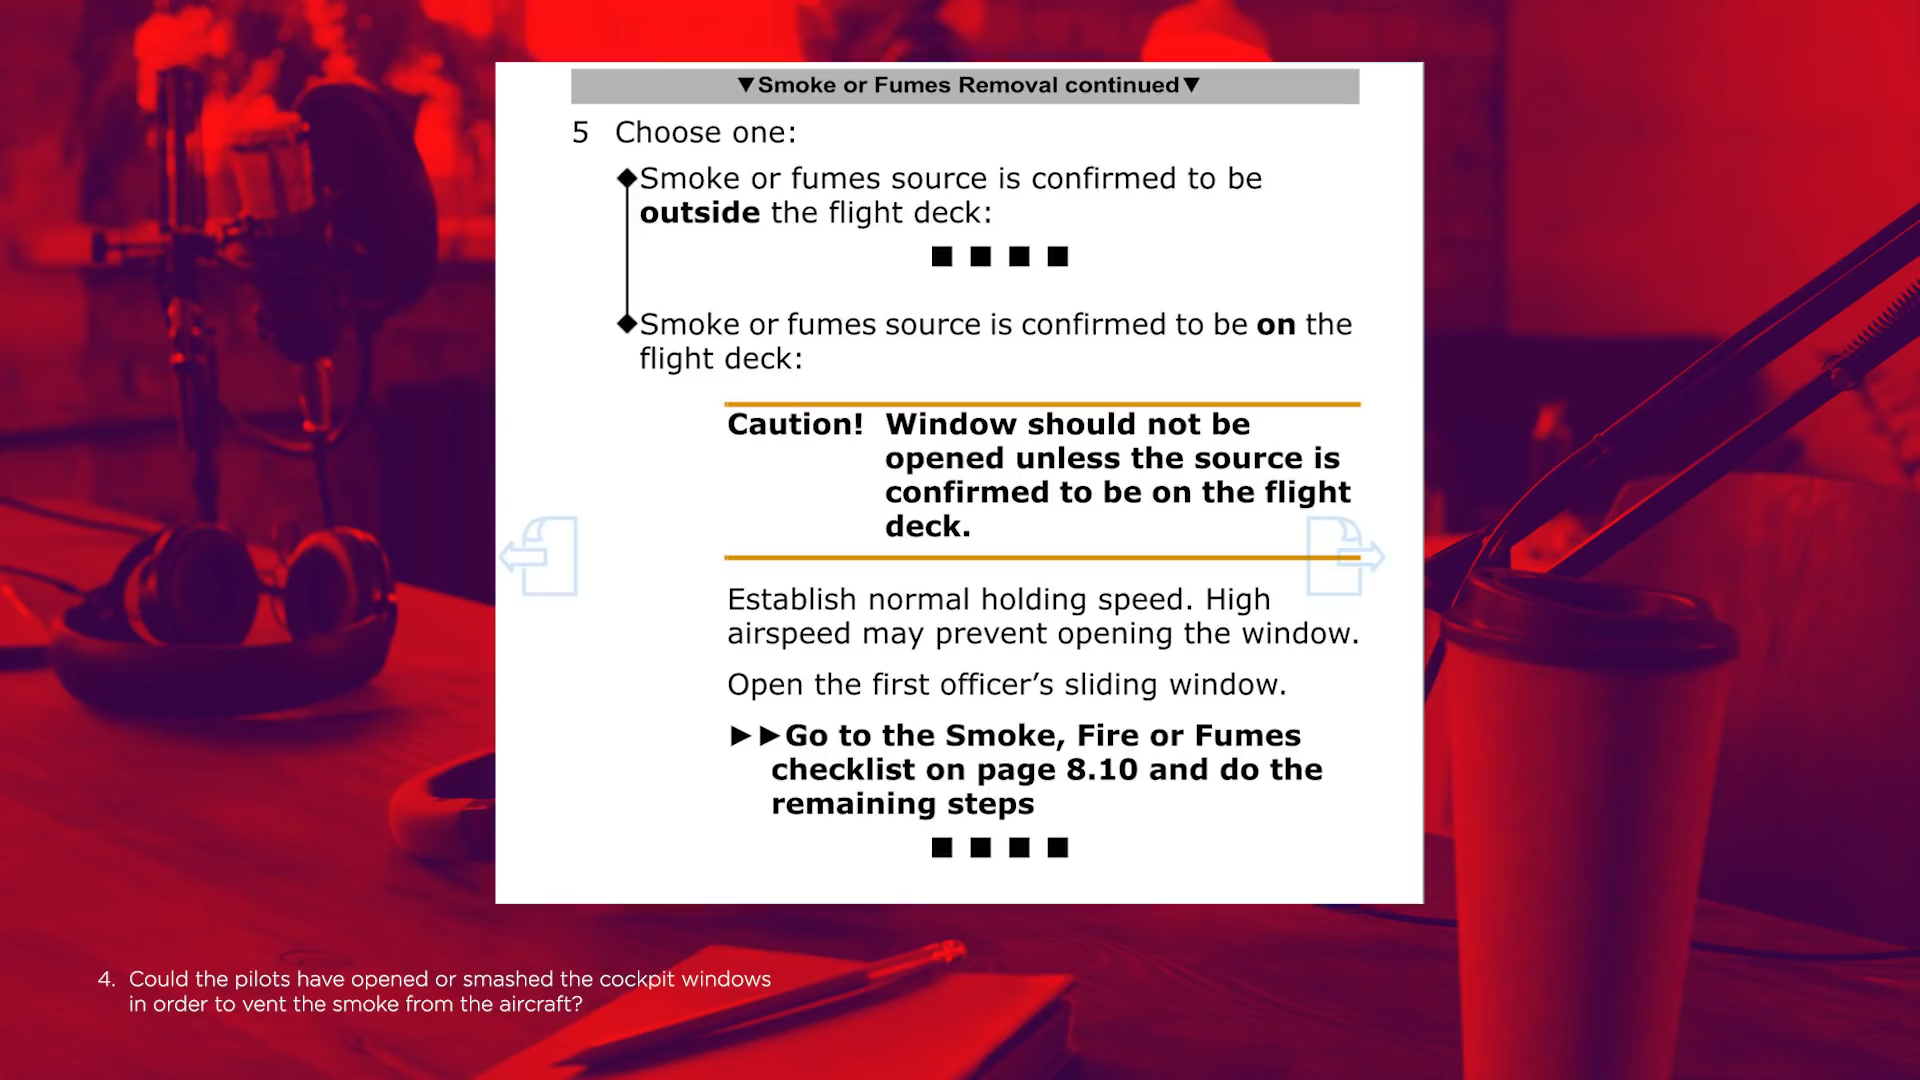 ▼Smoke or Fumes Removal continued▼
5 Choose one:
◆Smoke or fumes source is confirmed to be
outside the flight deck:
■ ■ ■ ■
◆Smoke or fumes source is confirmed to be on the
flight deck:
Caution! Window should not be
opened unless the source is
confirmed to be on the flight
deck.
Establish normal holding speed. High
airspeed may prevent opening the window.
Open the first officer’s sliding window.
►►Go to the Smoke, Fire or Fumes
checklist on page 8.10 and do the
remaining steps
■ ■ ■ ■
4. Could the pilots have opened or smashed the cockpit windows
in order to vent the smoke from the aircraft?